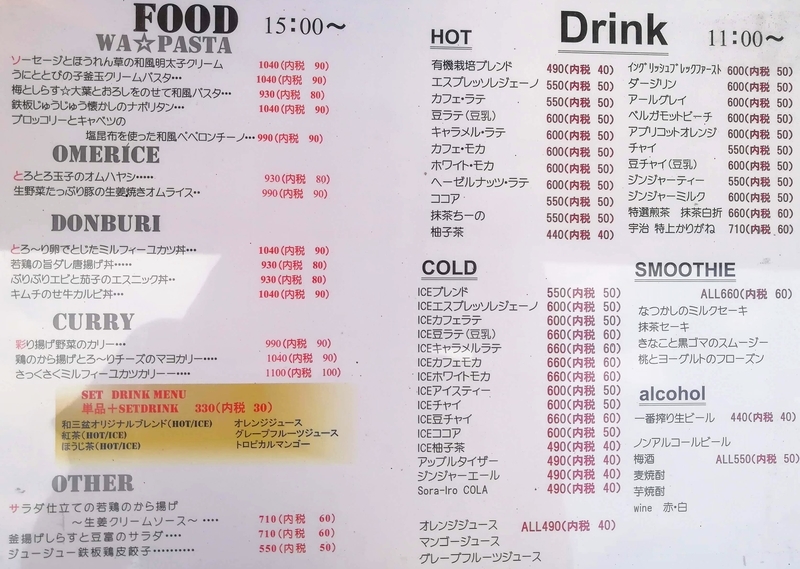 FOOD 15:00～
WA☆PASTA
ソーセージとほうれん草の和風明太子クリーム 1040(内税 90)
うにととびの子釜玉クリームパスタ・・・ 1040(内税 90)
梅としらす☆大葉とおろしをのせて和風パスタ・・・ 930(内税 80)
鉄板じゅうじゅう懐かしのナポリタン・・・ 1040(内税 90)
ブロッコリーとキャベツの
塩昆布を使った和風ペペロンチーノ・・・990(内税 90)
OMERICE
とろとろ玉子のオムハヤシ・・・・・ 930(内税 80)
生野菜たっぷり豚の生姜焼きオムライス・・ 990(内税 90)
DONBURI
とろ～り卵でとじたミルフィーユカツ丼・・・ 1040(内税 90)
若鶏の旨ダレ唐揚げ丼・・・・・ 930(内税 80)
ぷりぷりエビと茄子のエスニック丼・・・ 930(内税 80)
キムチのせ牛カルビ丼・・・・ 1040(内税 90)
CURRY
彩り揚げ野菜のカリー・・・ 990(内税 90)
鶏のから揚げとろ～りチーズのマヨカリー・・・・ 1040(内税 90)
さっくさくミルフィーユカツカリー・・・・ 1100(内税 100)
SET DRINK MENU
単品＋SETDRINK 330(内税 30)
和三盆オリジナルブレンド(HOT/ICE) オレンジジュース
紅茶(HOT/ICE) グレープフルーツジュース
ほうじ茶(HOT/ICE) トロピカルマンゴー
OTHER
サラダ仕立ての若鶏のから揚げ
～生姜クリームソース～ ・・・・ 710(内税 60)
釜揚げしらすと豆富のサラダ・・・・ 710(内税 60)
ジュージュー鉄板鶏皮餃子・・・・・・・・・・ 550(内税 50)
Drink 11:00～
HOT
有機栽培ブレンド 490(内税 40)
エスプレッソルジェーノ 550(内税 50)
カフェ・ラテ 550(内税 50)
豆ラテ(豆乳) 600(内税 50)
キャラメル・ラテ 600(内税 50)
カフェ・モカ 600(内税 50)
ホワイト・モカ 600(内税 50)
ヘーゼルナッツ・ラテ 600(内税 50)
ココア 550(内税 50)
抹茶ちーの 550(内税 50)
柚子茶 440(内税 40)
イングリッシュブレックファースト 600(内税 50)
ダージリン 600(内税 50)
アールグレイ 600(内税 50)
ベルガモットピーチ 600(内税 50)
アプリコットオレンジ 600(内税 50)
チャイ 550(内税 50)
豆チャイ(豆乳) 600(内税 50)
ジンジャーティー 550(内税 50)
ジンジャーミルク 600(内税 50)
特選煎茶 抹茶白折 660(内税 60)
宇治 特上かりがね 710(内税 60)
COLD
ICEブレンド 550(内税 50)
ICEエスプレッソルジェーノ 600(内税 50)
ICEカフェラテ 600(内税 50)
ICE豆ラテ(豆乳) 660(内税 60)
ICEキャラメルラテ 660(内税 60)
ICEカフェモカ 660(内税 60)
ICEホワイトモカ 660(内税 60)
ICEアイスティー 600(内税 50)
ICEチャイ 600(内税 50)
ICE豆チャイ 660(内税 60)
ICEココア 600(内税 50)
ICE柚子茶 490(内税 40)
アップルタイザー 490(内税 40)
ジンジャーエール 490(内税 40)
Sora-Iro COLA 490(内税 40)
オレンジジュース ALL490(内税 40)
マンゴージュース
グレープフルーツジュース
SMOOTHIE
ALL660(内税 60)
なつかしのミルクセーキ
抹茶セーキ
きなこと黒ゴマのスムージー
桃とヨーグルトのフローズン
alcohol
一番搾り生ビール 440(内税 40)
ノンアルコールビール
梅酒 ALL550(内税 50)
麦焼酎
芋焼酎
wine 赤・白